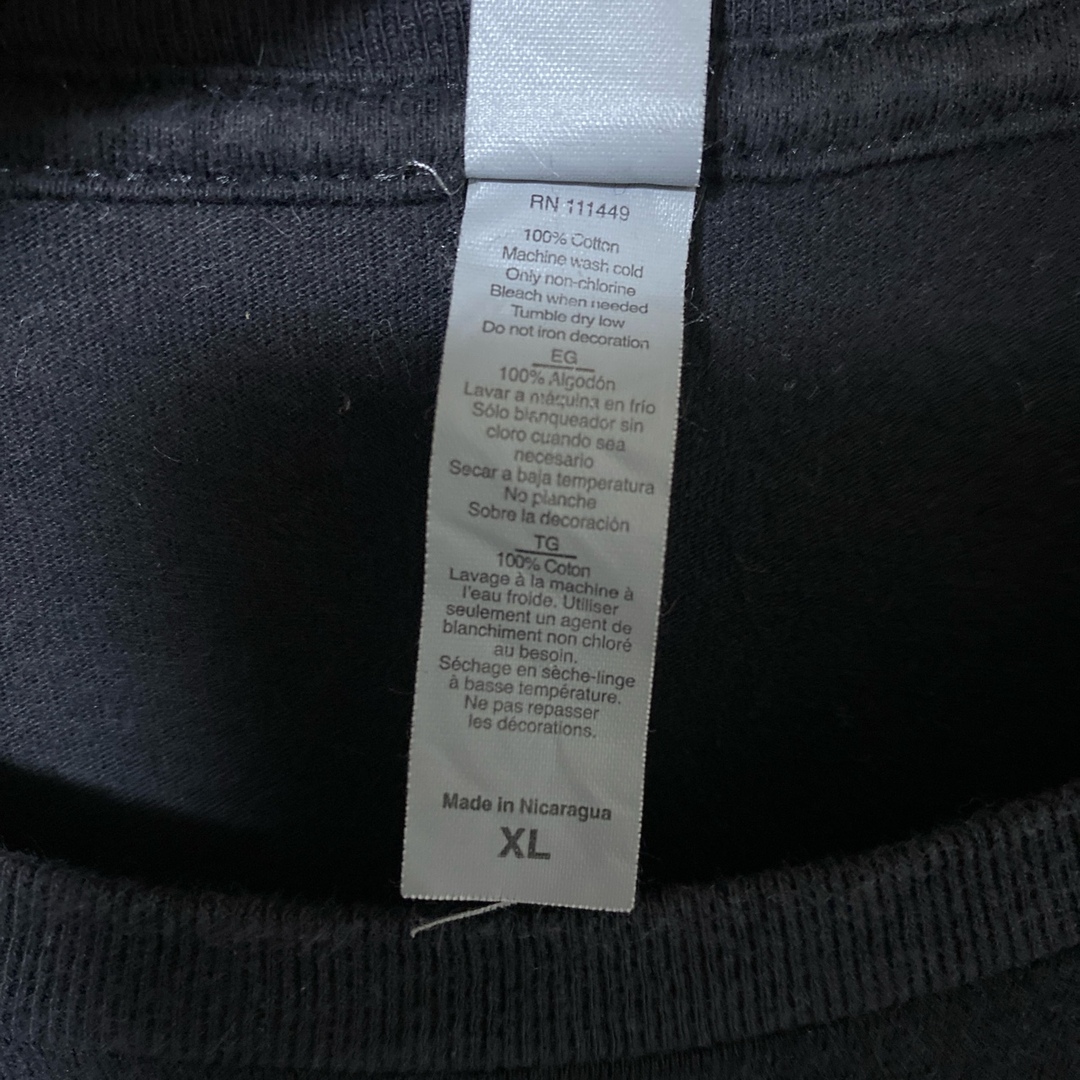 RN 111449
100% Cotton
Machine wash cold
Only non-chlorine
Bleach when needed
Tumble dry low
Do not iron decoration
EG
100% Algodón
Lavar a máquina en frío
Sólo blanqueador sin
cloro cuando sea
necesario
Secar a baja temperatura
No planche
Sobre la decoración
TG
100% Coton
Lavage à la machine à
l'eau froide. Utiliser
seulement un agent de
blanchiment non chloré
au besoin.
Séchage en sèche-linge
à basse température.
Ne pas repasser
les décorations.
Made in Nicaragua
XL